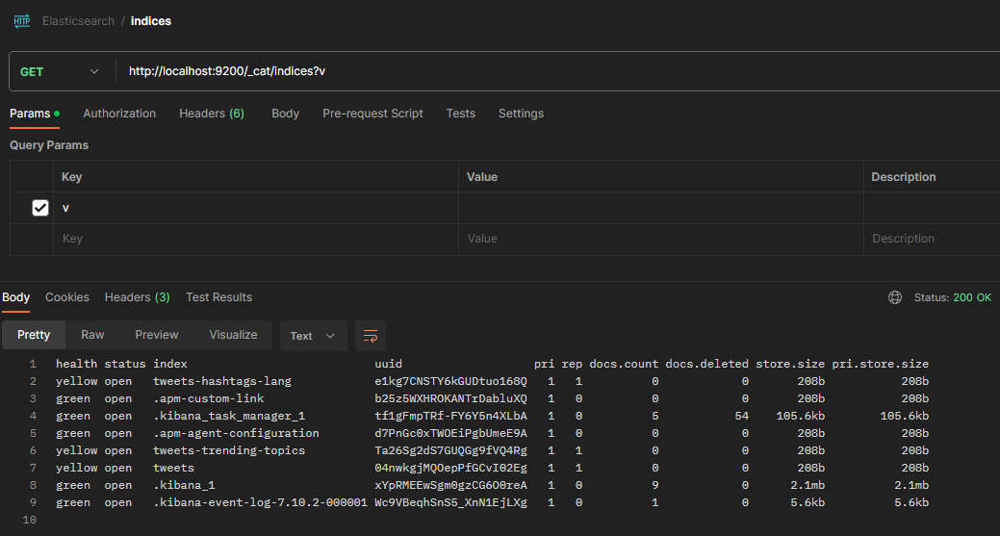 HTTP Elasticsearch / indices
GET http://localhost:9200/_cat/indices?v
Params Authorization Headers (6) Body Pre-request Script Tests Settings
Query Params
Key Value Description
v
Key Value Description
Body Cookies Headers (3) Test Results Status: 200 OK
Pretty Raw Preview Visualize Text
1 health status index uuid pri rep docs.count docs.deleted store.size pri.store.size
2 yellow open tweets-hashtags-lang e1kg7CNSTY6kGUDtuo168Q 1 1 0 0 208b 208b
3 green open .apm-custom-link b25z5WXHROKANTrDabluXQ 1 0 0 0 208b 208b
4 green open .kibana_task_manager_1 tf1gFmpTRf-FY6Y5n4XLbA 1 0 5 54 105.6kb 105.6kb
5 green open .apm-agent-configuration d7PnGc0xTWOEiPgbUmeE9A 1 0 0 0 208b 208b
6 yellow open tweets-trending-topics Ta26Sg2dS7GUQGg9fVQ4Rg 1 1 0 0 208b 208b
7 yellow open tweets 04nwkgjMQOepPfGCvI02Eg 1 1 0 0 208b 208b
8 green open .kibana_1 xYpRMEEwSgm0gzCG6O0reA 1 0 9 0 2.1mb 2.1mb
9 green open .kibana-event-log-7.10.2-000001 Wc9VBeqhSnS5_XnN1EjLXg 1 0 1 0 5.6kb 5.6kb
10